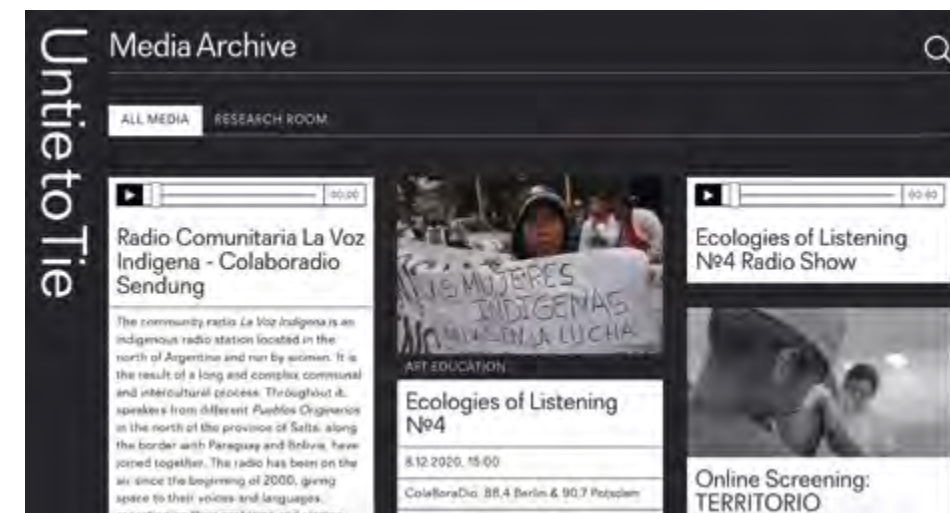 Untie to Tie
Media Archive
ALL MEDIA
RESEARCH ROOM
00:00
Radio Comunitaria La Voz
Indigena - Colaboradio
Sendung
The community radio La Voz Indigena is an
indigenous radio station located in the
north of Argentina and run by women. It is
the result of a long and complex communal
and intercultural process. Throughout it,
speakers from different Pueblos Originarios
in the north of the province of Salta, along
the border with Paraguay and Bolivia, have
joined together. The radio has been on the
air since the beginning of 2000, giving
space to their voices and languages,
MUJERES
INDIGENAS
EN LA LUCHA
ART EDUCATION
Ecologies of Listening
Nº4
8.12.2020, 15:00
ColaBoraDio, 88,4 Berlin & 90,7 Potsdam
00:00
Ecologies of Listening
Nº4 Radio Show
Online Screening:
TERRITORIO